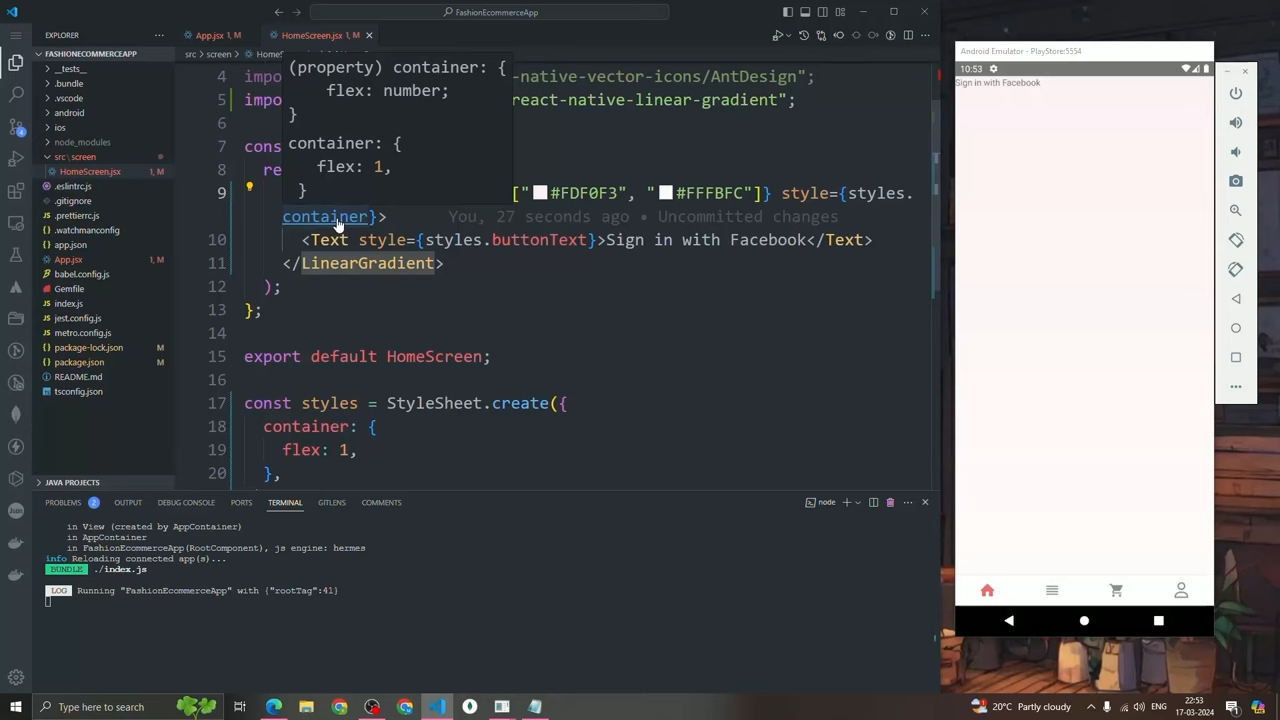 FashionEcommerceApp
EXPLORER
App.jsx 1, M
HomeScreen.jsx 1, M
FASHIONECOMMERCEAPP
src > screen >
__tests__
.bundle
.vscode
android
ios
node_modules
src\screen
HomeScreen.jsx 1, M
.eslintrc.js
.gitignore
.prettierrc.js
.watchmanconfig
app.json
App.jsx 1, M
babel.config.js
Gemfile
index.js
jest.config.js
metro.config.js
package-lock.json M
package.json M
README.md
tsconfig.json
JAVA PROJECTS
(property) container: {
flex: number;
}
container: {
flex: 1,
}
4 impo -native-vector-icons/AntDesign";
5 impo react-native-linear-gradient";
6
7 cons
8 re
9 ["#FDF0F3", "#FFFBFC"]} style={styles.
container}> You, 27 seconds ago • Uncommitted changes
10 <Text style={styles.buttonText}>Sign in with Facebook</Text>
11 </LinearGradient>
12 );
13 };
14
15 export default HomeScreen;
16
17 const styles = StyleSheet.create({
18 container: {
19 flex: 1,
20 },
PROBLEMS 2 OUTPUT DEBUG CONSOLE PORTS TERMINAL GITLENS COMMENTS
node
in View (created by AppContainer)
in AppContainer
in FashionEcommerceApp(RootComponent), js engine: hermes
info Reloading connected app(s)...
BUNDLE ./index.js
LOG Running "FashionEcommerceApp" with {"rootTag":41}
Android Emulator - PlayStore:5554
10:53
Sign in with Facebook
Type here to search
20°C Partly cloudy
ENG
22:53
17-03-2024